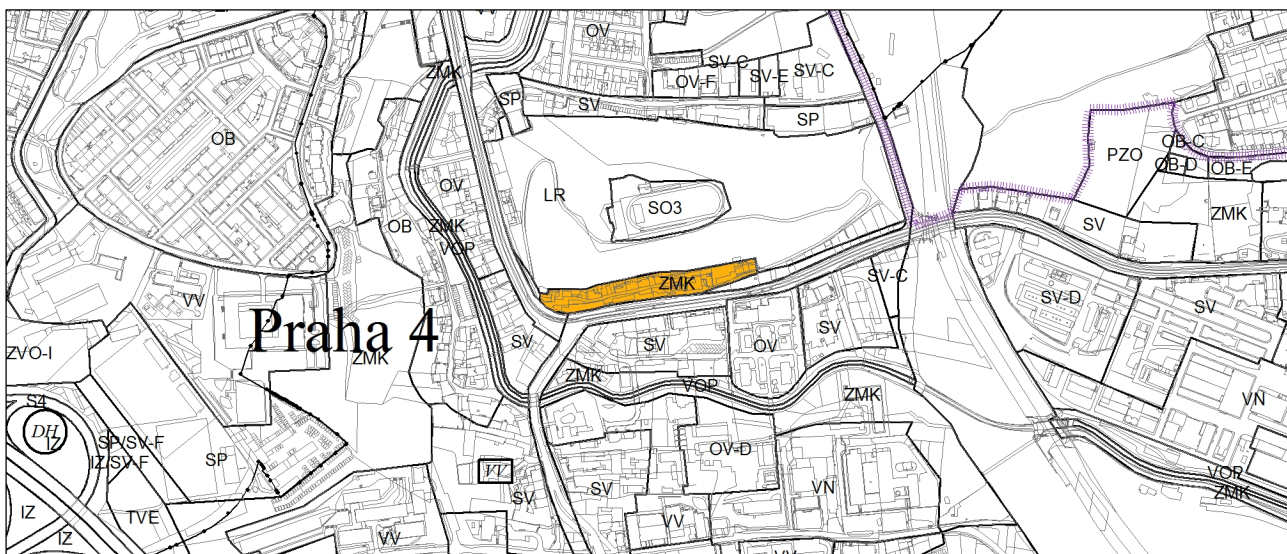 OV
SV-C
SV-E
SV-C
OV-F
ZMK
SP
SV
SP
OB
PZO
OB-C
OB-D
OB-E
OV
LR
SO3
ZMK
OB
ZMK
VOP
SV
ZMK
SV-C
SV-D
SV
VV
ZMK
Praha 4
ZVO-I
ZMK
SV
SV
OV
SV
ZMK
VOP
ZMK
VN
S4
DH
IZ
SP/SV-F
IZ/SV-F
SP
VV
SV
SV
OV-D
VN
VOP
ZMK
IZ
TVE
IZ
VV
VV